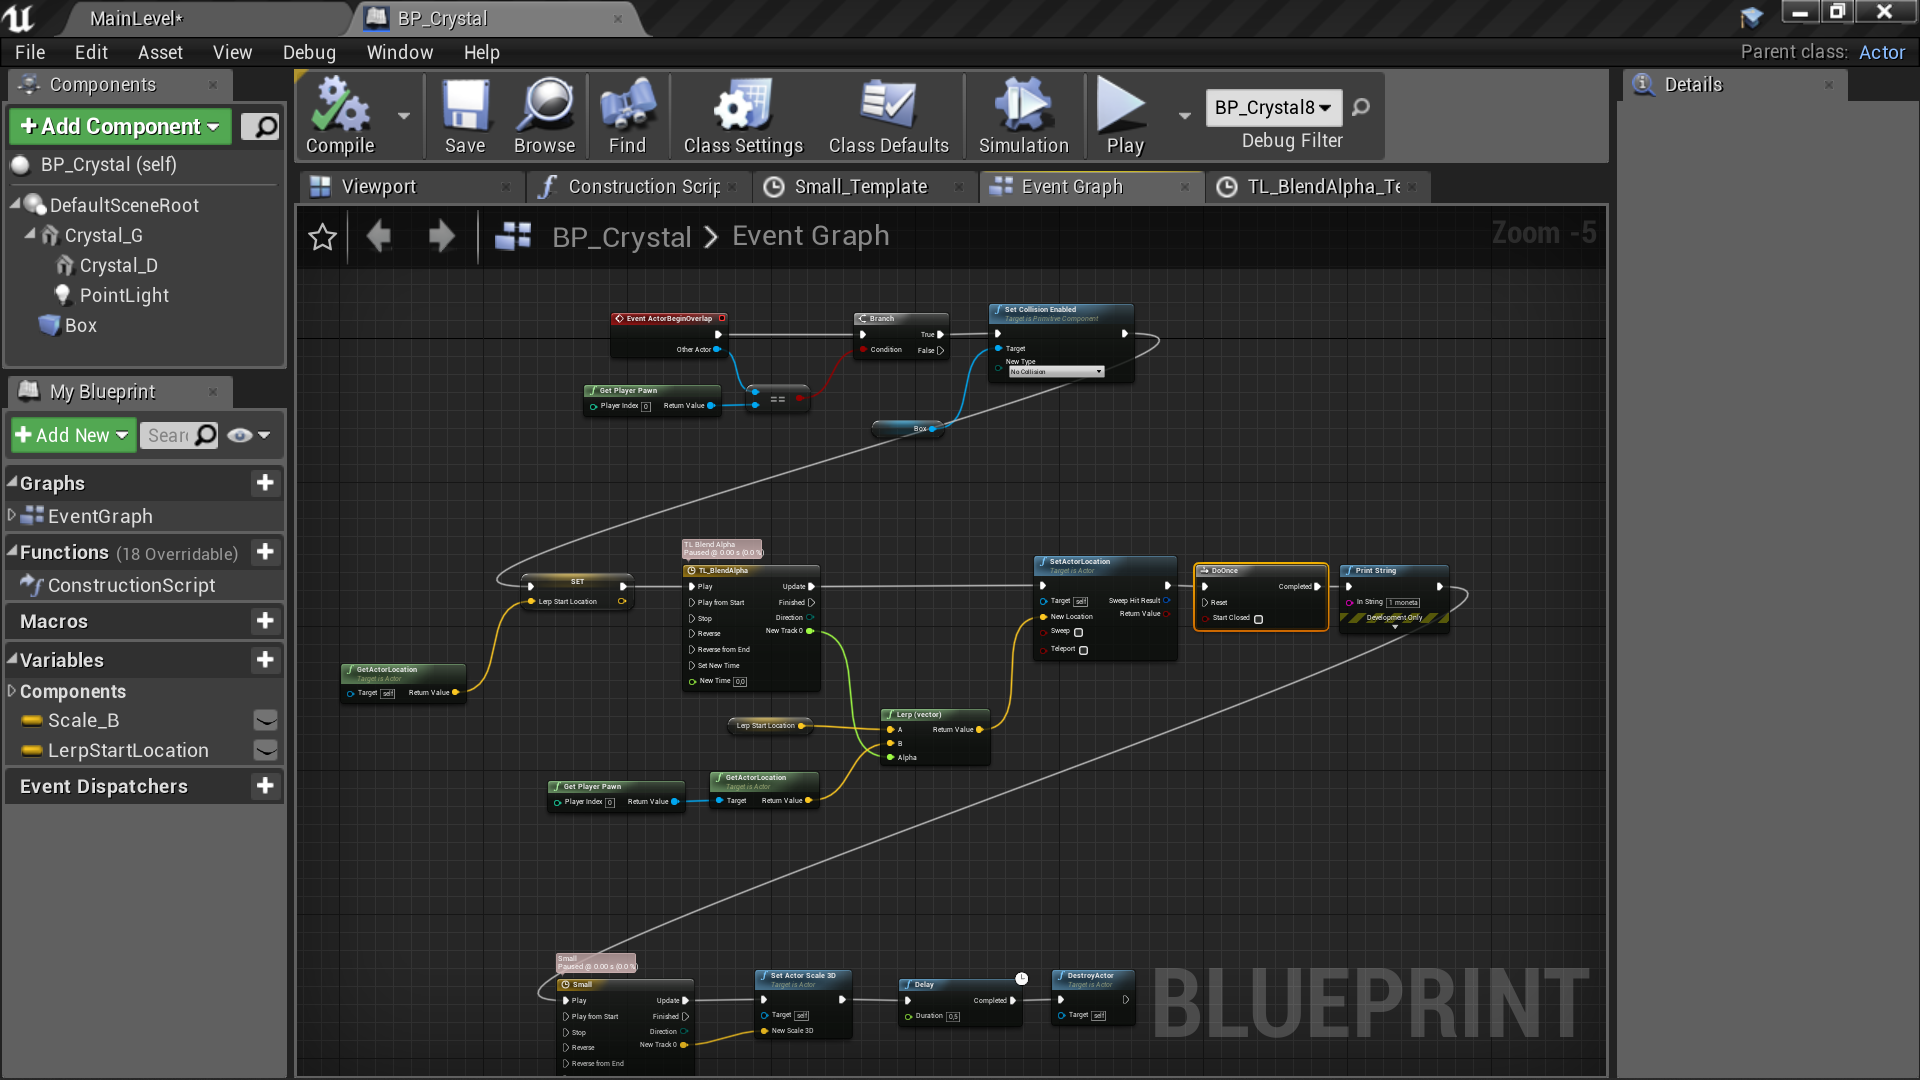 MainLevel*
BP_Crystal
File Edit Asset View Debug Window Help
Parent class: Actor
Components
+Add Component
BP_Crystal (self)
DefaultSceneRoot
Crystal_G
Crystal_D
PointLight
Box
My Blueprint
+Add New
Sear
Graphs
EventGraph
Functions (18 Overridable)
ConstructionScript
Macros
Variables
Components
Scale_B
LerpStartLocation
Event Dispatchers
Compile
Save
Browse
Find
Class Settings
Class Defaults
Simulation
Play
BP_Crystal8
Debug Filter
Details
Viewport
Construction Scrip
Small_Template
Event Graph
TL_BlendAlpha_Te
BP_Crystal > Event Graph
Zoom -5
Event ActorBeginOverlap
Other Actor
Get Player Pawn
Player Index 0 Return Value
==
Branch
True
Condition False
Set Collision Enabled
Target is Primitive Component
Target
New Type
No Collision
Box
SET
Lerp Start Location
GetActorLocation
Target is Actor
Target self Return Value
TL Blend Alpha
Paused @ 0.00 s (0.0 %)
TL_BlendAlpha
Play Update
Play from Start Finished
Stop Direction
Reverse New Track 0
Reverse from End
Set New Time
New Time 0,0
Lerp Start Location
Lerp (vector)
A Return Value
B
Alpha
Get Player Pawn
Player Index 0 Return Value
GetActorLocation
Target is Actor
Target Return Value
SetActorLocation
Target is Actor
Target self Sweep Hit Result
New Location Return Value
Sweep
Teleport
DoOnce
Completed
Reset
Start Closed
Print String
In String 1 moneta
Development Only
Small
Paused @ 0.00 s (0.0 %)
Small
Play Update
Play from Start Finished
Stop Direction
Reverse New Track 0
Reverse from End
Set Actor Scale 3D
Target is Actor
Target self
New Scale 3D
Delay
Completed
Duration 0,5
DestroyActor
Target is Actor
Target self
BLUEPRINT